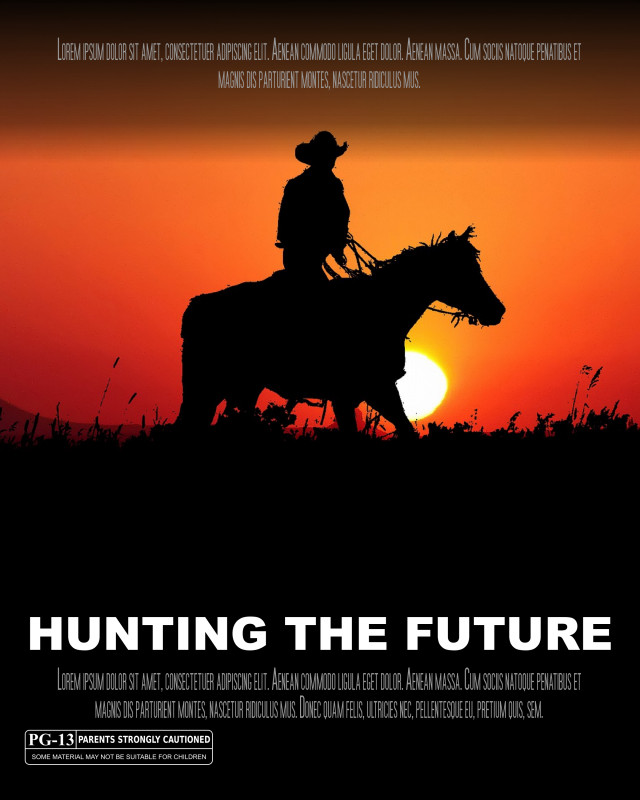 Lorem ipsum dolor sit amet, consectetuer adipiscing elit. Aenean commodo ligula eget dolor. Aenean massa. Cum sociis natoque penatibus et
magnis dis parturient montes, nascetur ridiculus mus.
HUNTING THE FUTURE
Lorem ipsum dolor sit amet, consectetuer adipiscing elit. Aenean commodo ligula eget dolor. Aenean massa. Cum sociis natoque penatibus et
magnis dis parturient montes, nascetur ridiculus mus. Donec quam felis, ultricies nec, pellentesque eu, pretium quis, sem.
PG-13 PARENTS STRONGLY CAUTIONED
SOME MATERIAL MAY NOT BE SUITABLE FOR CHILDREN